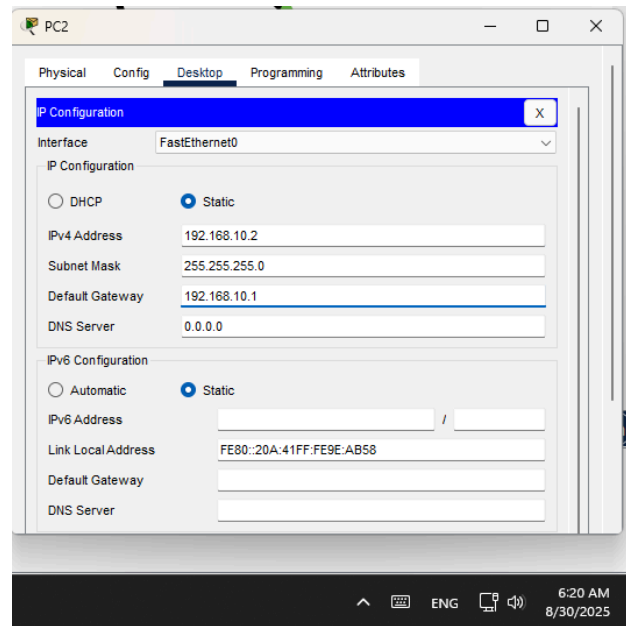 PC2
Physical Config Desktop Programming Attributes
IP Configuration X
Interface FastEthernet0
IP Configuration
DHCP Static
IPv4 Address 192.168.10.2
Subnet Mask 255.255.255.0
Default Gateway 192.168.10.1
DNS Server 0.0.0.0
IPv6 Configuration
Automatic Static
IPv6 Address /
Link Local Address FE80::20A:41FF:FE9E:AB58
Default Gateway
DNS Server
ENG 6:20 AM
8/30/2025